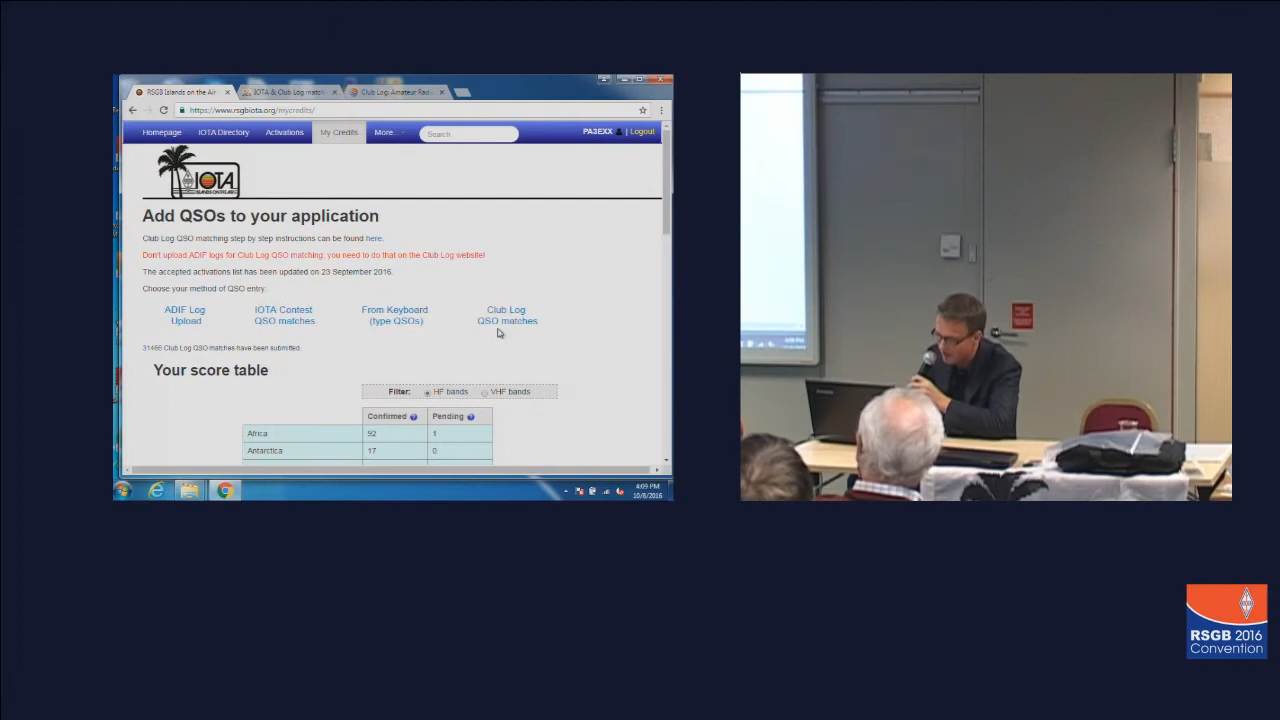 RSGB Islands on the Air
IOTA & Club Log match
Club Log: Amateur Radio
https://www.rsgbiota.org/mycredits/
Homepage IOTA Directory Activations My Credits More... Search PA3EXX | Logout
IOTA
ISLANDS ON THE AIR
Add QSOs to your application
Club Log QSO matching step by step instructions can be found here.
Don't upload ADIF logs for Club Log QSO matching, you need to do that on the Club Log website!
The accepted activations list has been updated on 23 September 2016.
Choose your method of QSO entry:
ADIF Log
Upload
IOTA Contest
QSO matches
From Keyboard
(type QSOs)
Club Log
QSO matches
31466 Club Log QSO matches have been submitted.
Your score table
Filter: HF bands VHF bands
Confirmed Pending
Africa 92 1
Antarctica 17 0
4:09 PM
10/8/2016
RSGB 2016
Convention